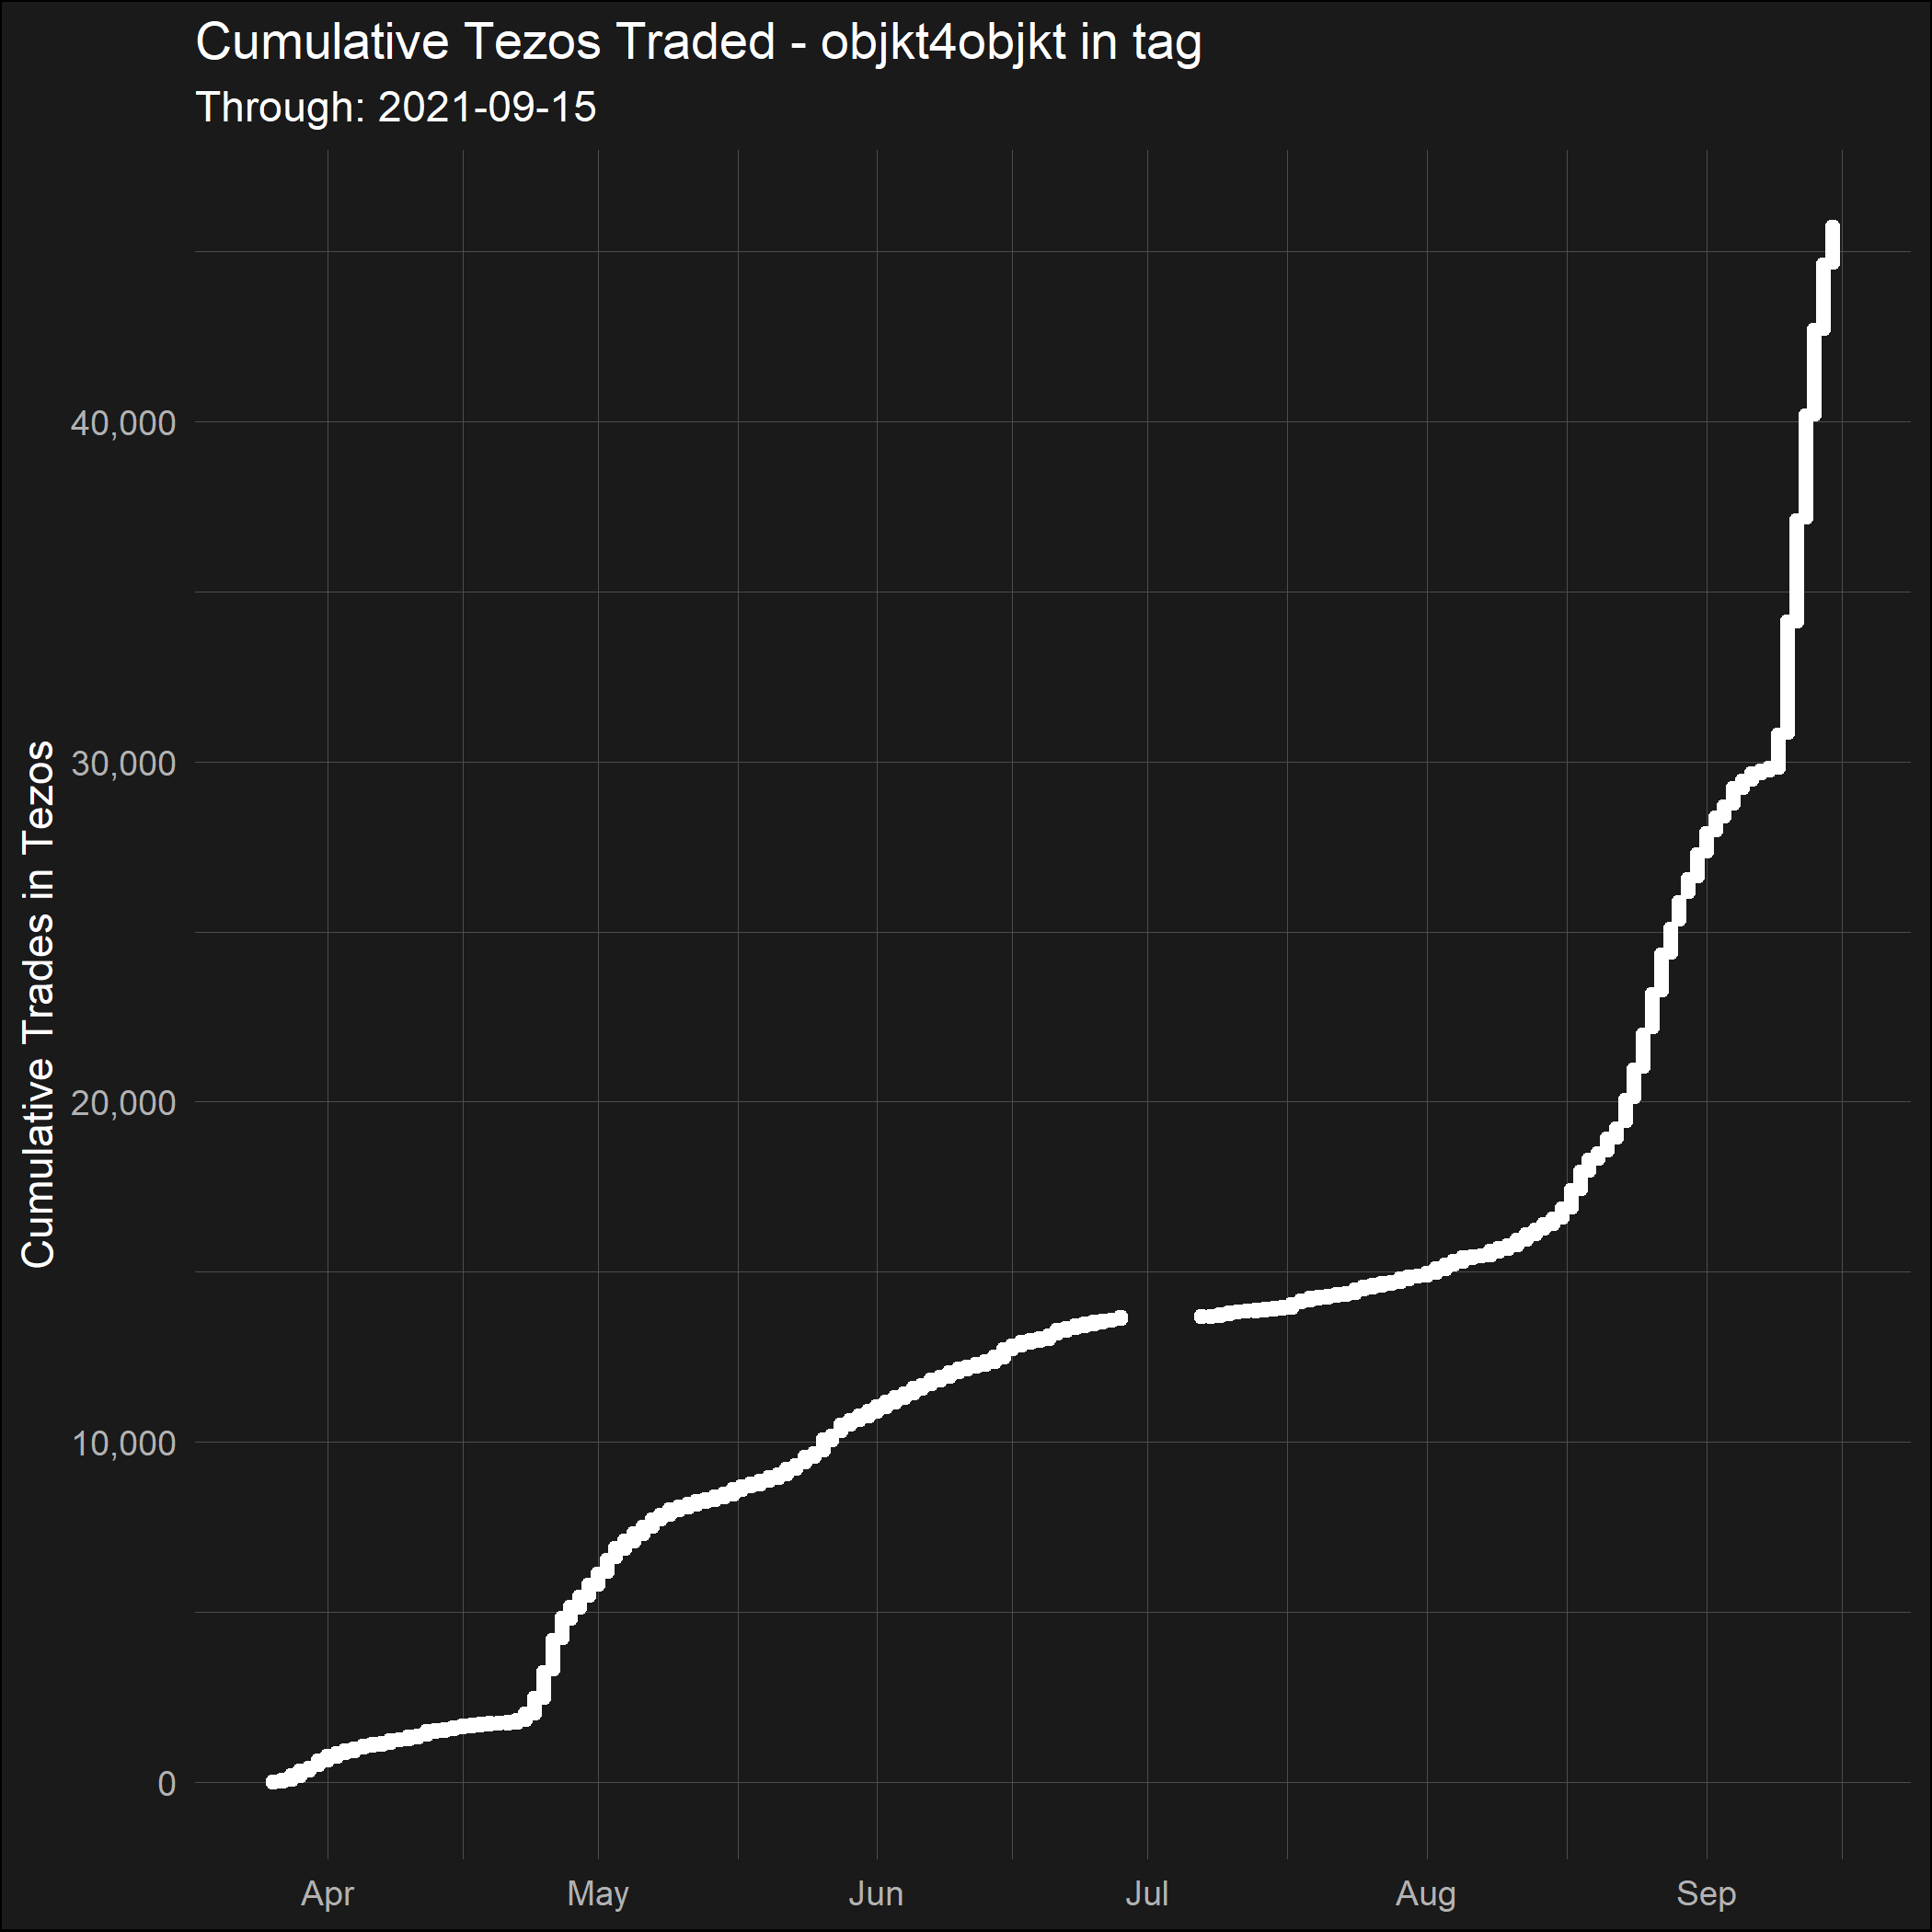 Cumulative Tezos Traded - objkt4objkt in tag
Through: 2021-09-15
Cumulative Trades in Tezos
40,000
30,000
20,000
10,000
0
Apr May Jun Jul Aug Sep